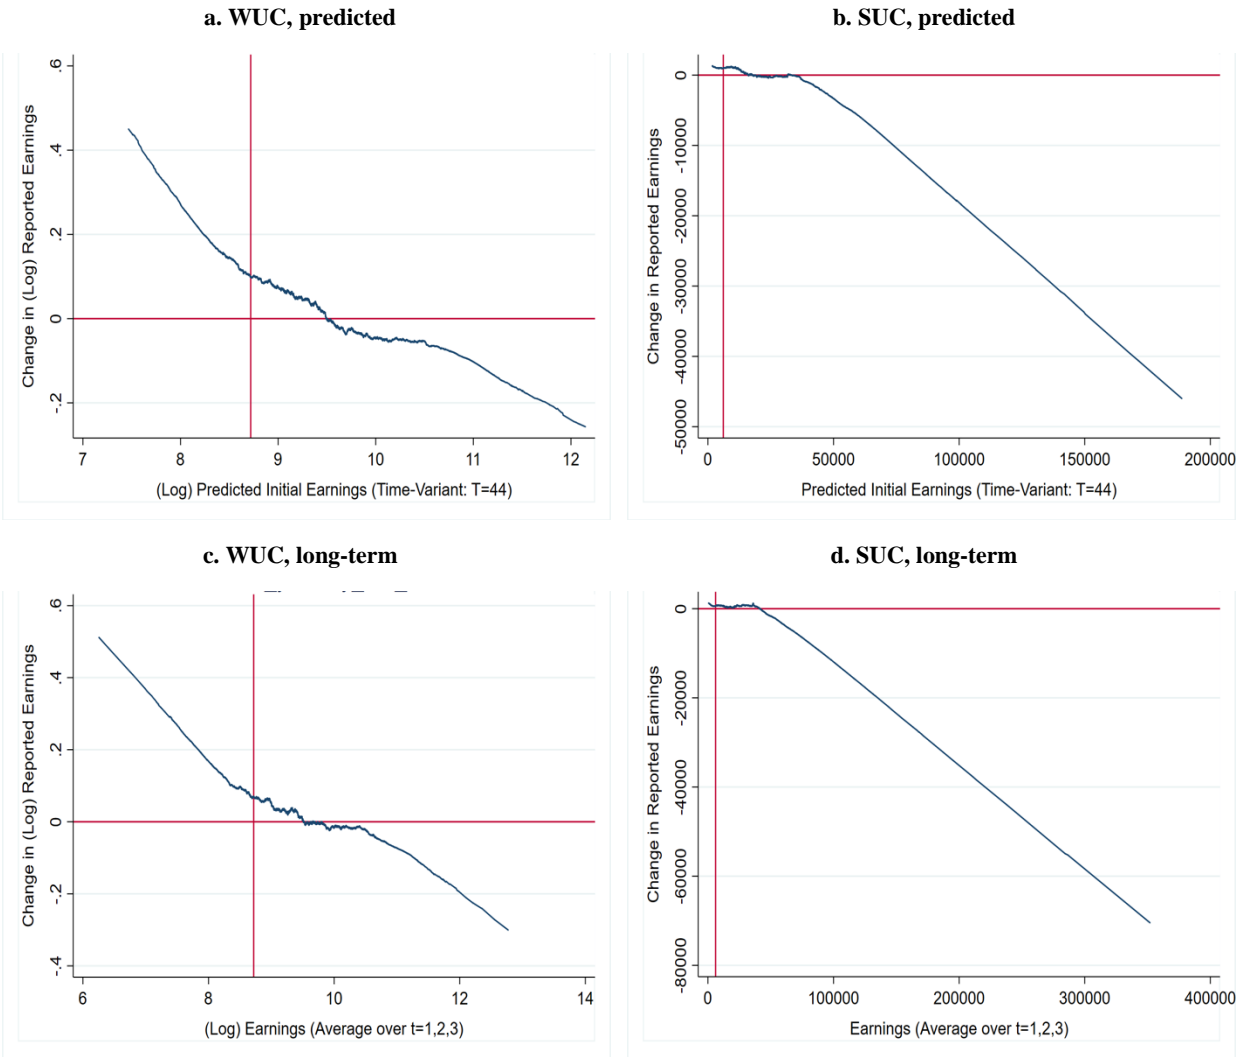 a. WUC, predicted
Change in (Log) Reported Earnings
.6
.4
.2
0
-.2
7 8 9 10 11 12
(Log) Predicted Initial Earnings (Time-Variant: T=44)
b. SUC, predicted
Change in Reported Earnings
0
-10000
-20000
-30000
-40000
-50000
0 50000 100000 150000 200000
Predicted Initial Earnings (Time-Variant: T=44)
c. WUC, long-term
Change in (Log) Reported Earnings
.6
.4
.2
0
-.2
-.4
6 8 10 12 14
(Log) Earnings (Average over t=1,2,3)
d. SUC, long-term
Change in Reported Earnings
0
-20000
-40000
-60000
-80000
0 100000 200000 300000 400000
Earnings (Average over t=1,2,3)